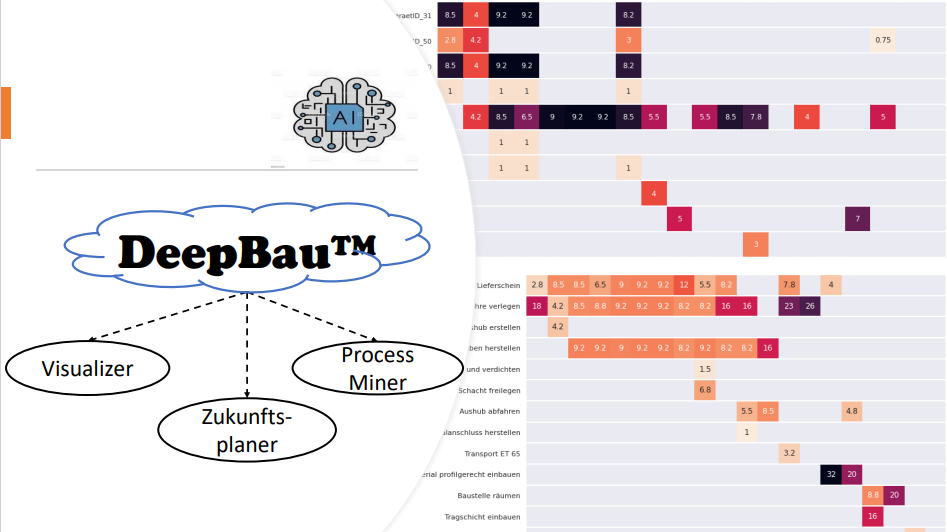 AI
DeepBau™
Visualizer
Process
Miner
Zukunfts-
planer
raetID_31 8.5 4 9.2 9.2 8.2
D_50 2.8 4.2 3 0.75
8.5 4 9.2 9.2 8.2
1 1 1 1
4.2 8.5 6.5 9 9.2 9.2 8.5 5.5 5.5 8.5 7.8 4 5
1 1
1 1 1
4
5 7
3
Lieferschein 2.8 8.5 8.5 6.5 9 9.2 9.2 12 5.5 8.2 7.8 4
hre verlegen 18 4.2 8.5 8.8 9.2 9.2 9.2 8.2 8.2 16 16 23 26
shub erstellen 4.2
ben herstellen 9.2 9.2 9 9.2 9.2 8.2 9.2 8.2 8.2 16
und verdichten 1.5
Schacht freilegen 6.8
Aushub abfahren 5.5 8.5 4.8
alanschluss herstellen 1
Transport ET 65 3.2
erial profilgerecht einbauen 32 20
Baustelle räumen 8.8 20
Tragschicht einbauen 16